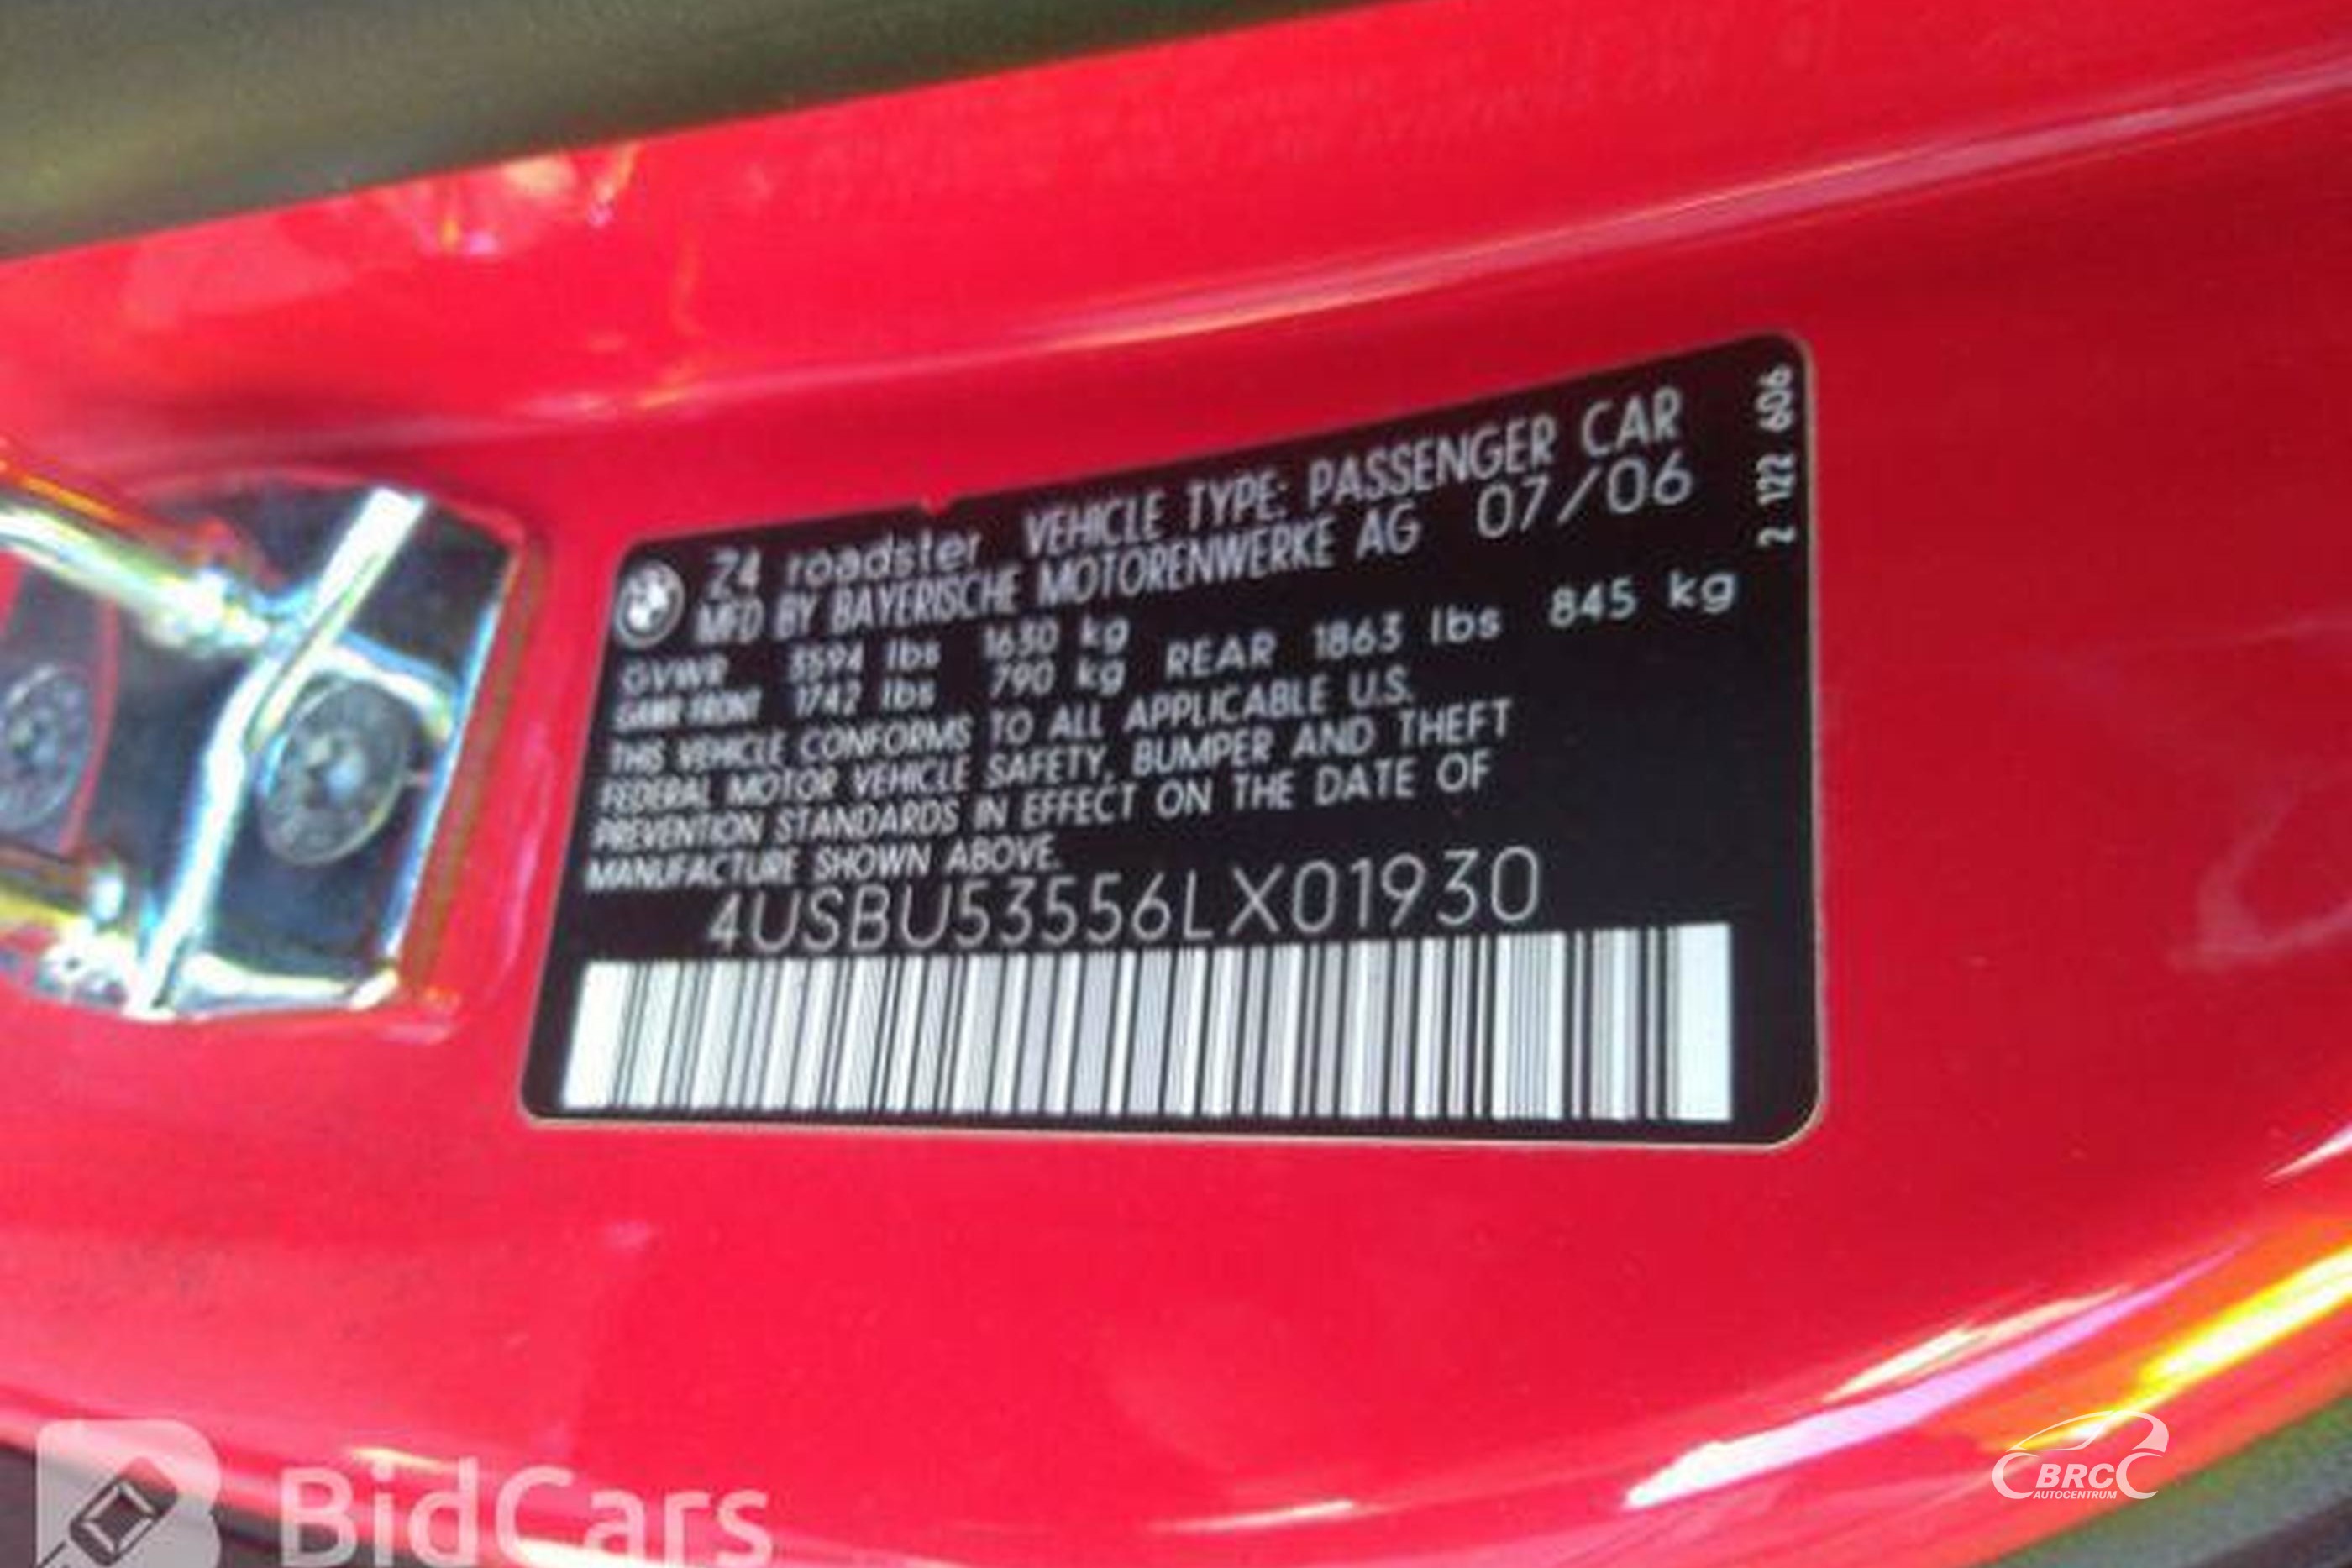 Z4 roadster VEHICLE TYPE: PASSENGER CAR
MFD BY BAYERISCHE MOTORENWERKE AG 07/06
GVWR 3594 lbs 1630 kg
GAWR FRONT 1742 lbs 790 kg REAR 1863 lbs 845 kg
THIS VEHICLE CONFORMS TO ALL APPLICABLE U.S.
FEDERAL MOTOR VEHICLE SAFETY, BUMPER AND THEFT
PREVENTION STANDARDS IN EFFECT ON THE DATE OF
MANUFACTURE SHOWN ABOVE.
4USBU53556LX01930
2 122 606
BidCars
BRC
AUTOCENTRUM